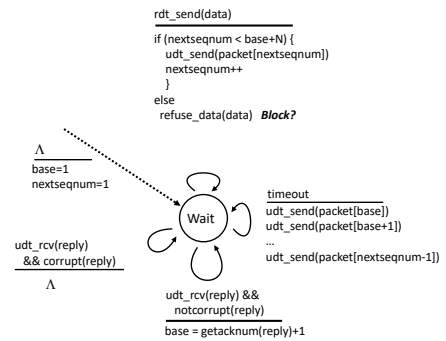 rdt_send(data)
if (nextseqnum < base+N) {
udt_send(packet[nextseqnum])
nextseqnum++
}
else
refuse_data(data) Block?
Λ
base=1
nextseqnum=1
Wait
timeout
udt_send(packet[base])
udt_send(packet[base+1])
...
udt_send(packet[nextseqnum-1])
udt_rcv(reply)
&& corrupt(reply)
Λ
udt_rcv(reply) &&
notcorrupt(reply)
base = getacknum(reply)+1